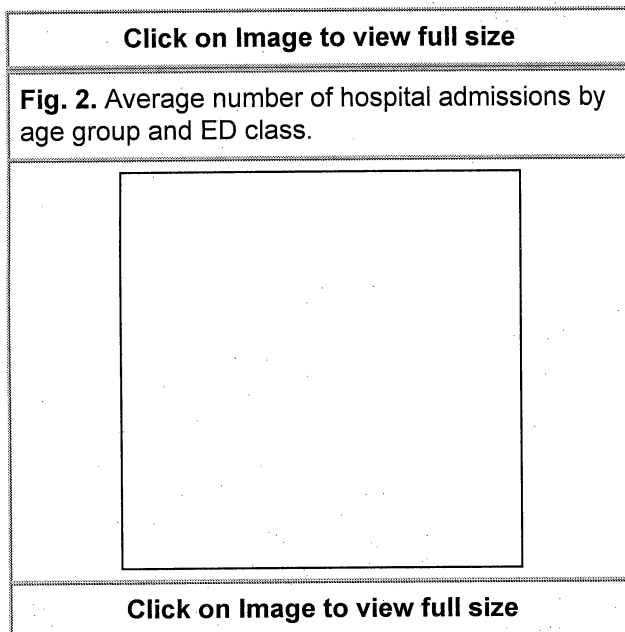 Click on Image to view full size
Fig. 2. Average number of hospital admissions by
age group and ED class.
Click on Image to view full size